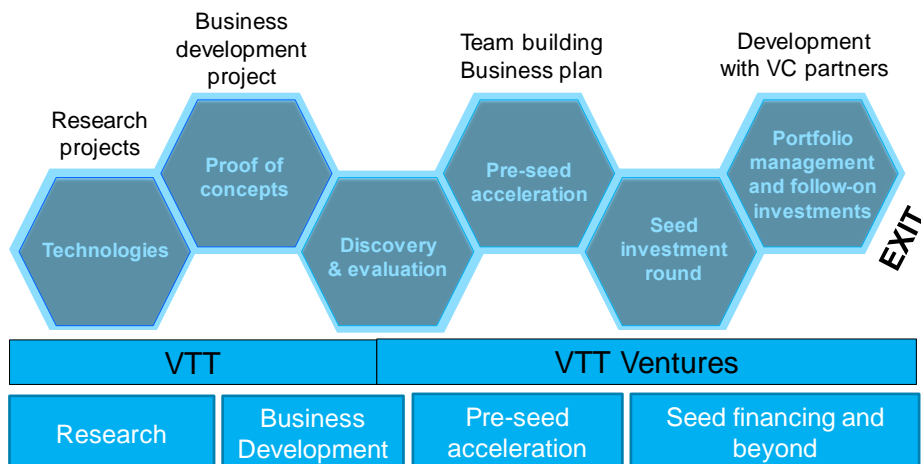 Business
development
project
Team building
Business plan
Development
with VC partners
Research
projects
Proof of
concepts
Pre-seed
acceleration
Portfolio
management
and follow-on
investments
Technologies
Discovery
& evaluation
Seed
investment
round
EXIT
VTT
VTT Ventures
Research
Business
Development
Pre-seed
acceleration
Seed financing and
beyond